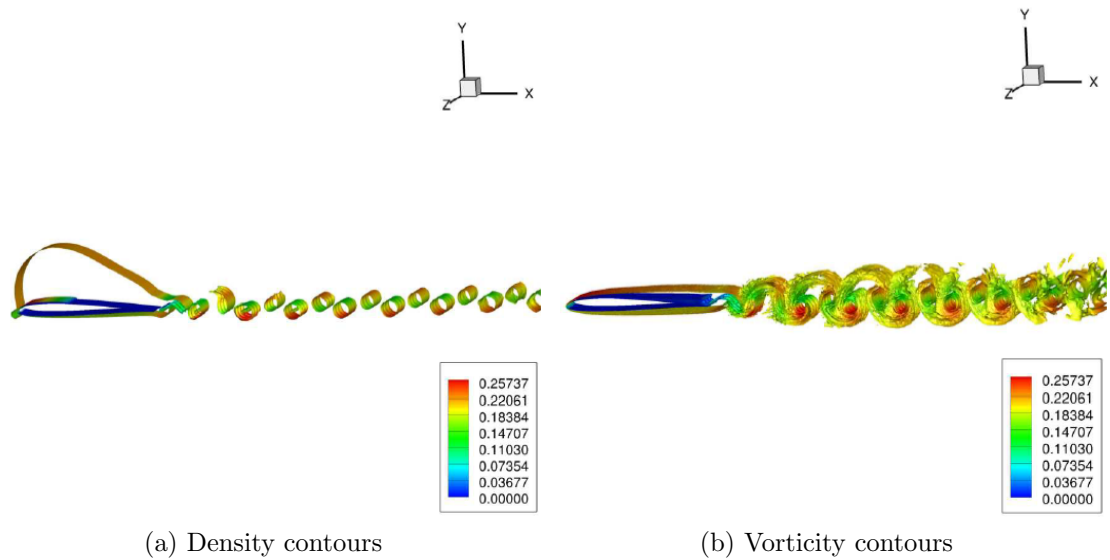 Y
Z
X
0.25737
0.22061
0.18384
0.14707
0.11030
0.07354
0.03677
0.00000
(a) Density contours
Y
Z
X
0.25737
0.22061
0.18384
0.14707
0.11030
0.07354
0.03677
0.00000
(b) Vorticity contours